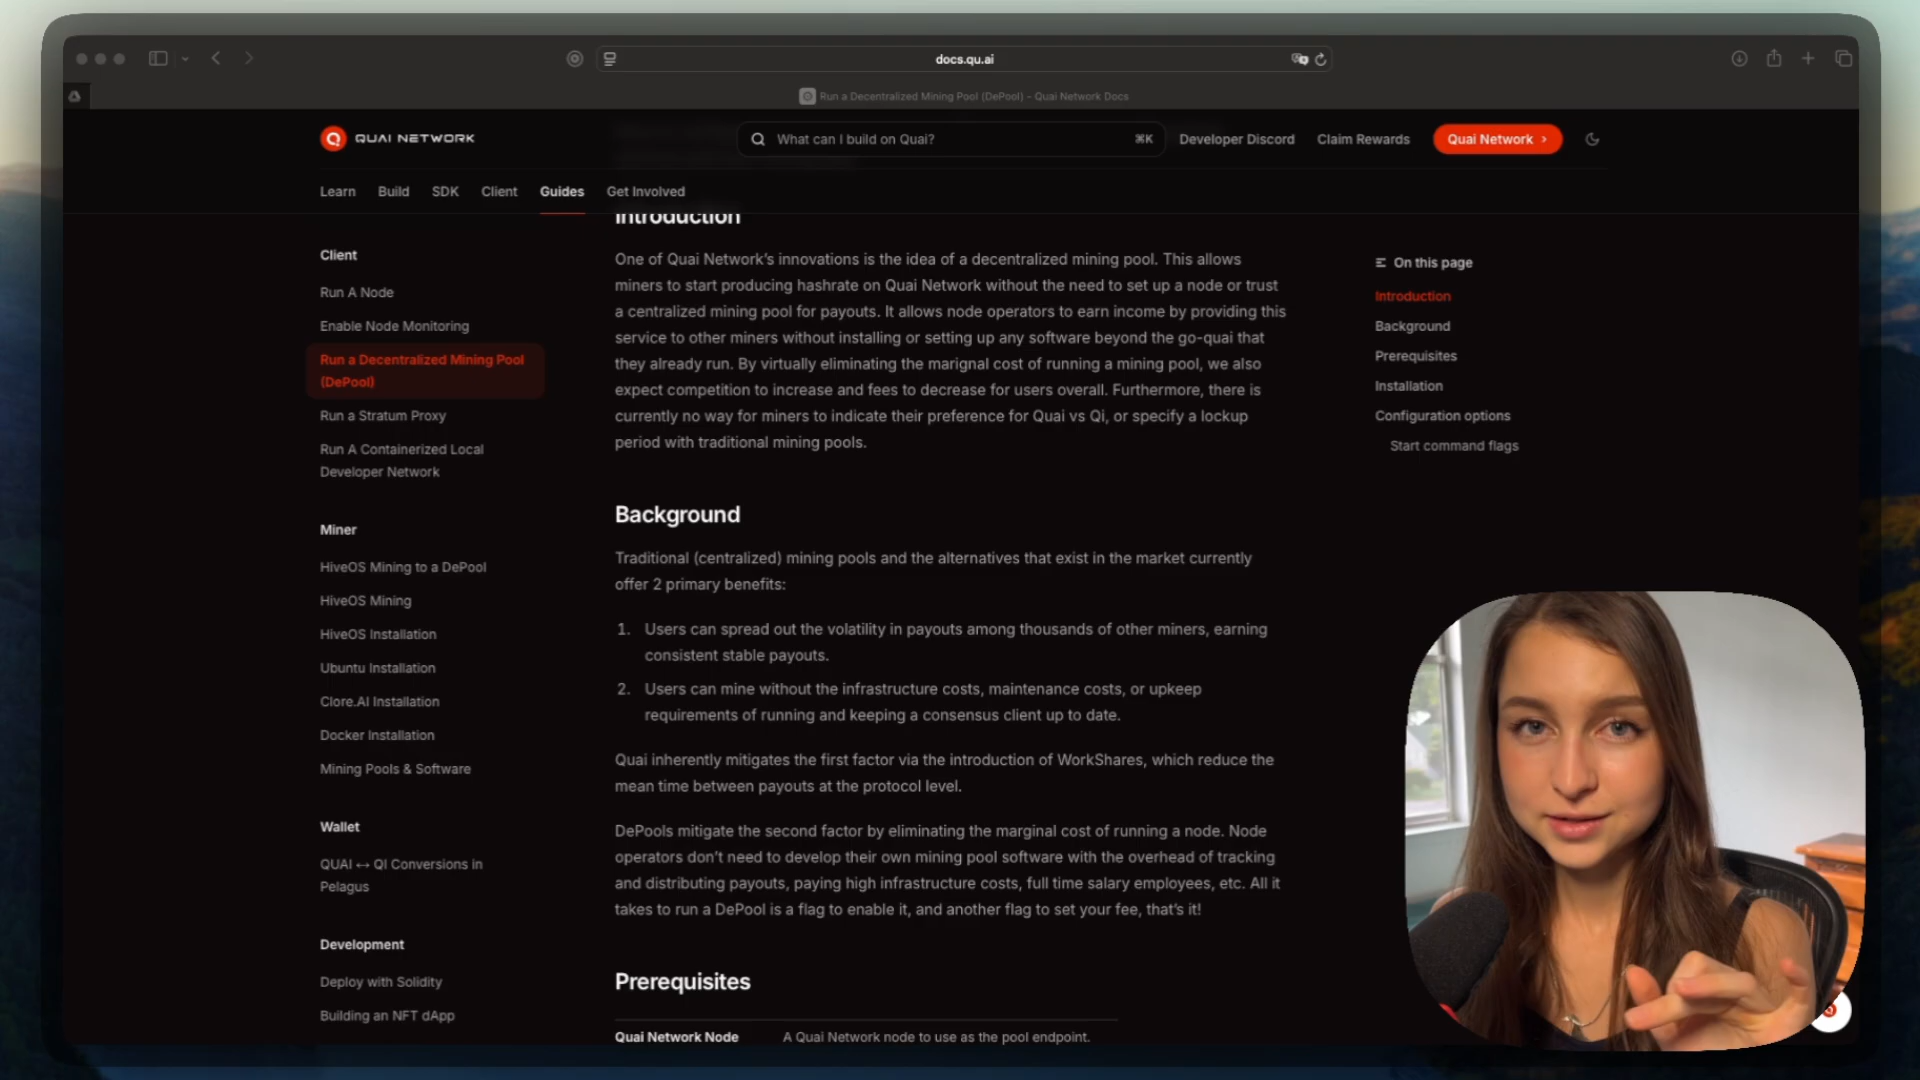 docs.qu.ai
Run a Decentralized Mining Pool (DePool) – Quai Network Docs
QUAI NETWORK
What can I build on Quai?
⌘K
Developer Discord
Claim Rewards
Quai Network ›
Learn
Build
SDK
Client
Guides
Get Involved
Client
Run A Node
Enable Node Monitoring
Run a Decentralized Mining Pool
(DePool)
Run a Stratum Proxy
Run A Containerized Local
Developer Network
Miner
HiveOS Mining to a DePool
HiveOS Mining
HiveOS Installation
Ubuntu Installation
Clore.AI Installation
Docker Installation
Mining Pools & Software
Wallet
QUAI ↔ QI Conversions in
Pelagus
Development
Deploy with Solidity
Building an NFT dApp
Introduction
One of Quai Network’s innovations is the idea of a decentralized mining pool. This allows
miners to start producing hashrate on Quai Network without the need to set up a node or trust
a centralized mining pool for payouts. It allows node operators to earn income by providing this
service to other miners without installing or setting up any software beyond the go-quai that
they already run. By virtually eliminating the marignal cost of running a mining pool, we also
expect competition to increase and fees to decrease for users overall. Furthermore, there is
currently no way for miners to indicate their preference for Quai vs Qi, or specify a lockup
period with traditional mining pools.
Background
Traditional (centralized) mining pools and the alternatives that exist in the market currently
offer 2 primary benefits:
1. Users can spread out the volatility in payouts among thousands of other miners, earning
consistent stable payouts.
2. Users can mine without the infrastructure costs, maintenance costs, or upkeep
requirements of running and keeping a consensus client up to date.
Quai inherently mitigates the first factor via the introduction of WorkShares, which reduce the
mean time between payouts at the protocol level.
DePools mitigate the second factor by eliminating the marginal cost of running a node. Node
operators don’t need to develop their own mining pool software with the overhead of tracking
and distributing payouts, paying high infrastructure costs, full time salary employees, etc. All it
takes to run a DePool is a flag to enable it, and another flag to set your fee, that’s it!
Prerequisites
Quai Network Node
A Quai Network node to use as the pool endpoint.
On this page
Introduction
Background
Prerequisites
Installation
Configuration options
Start command flags